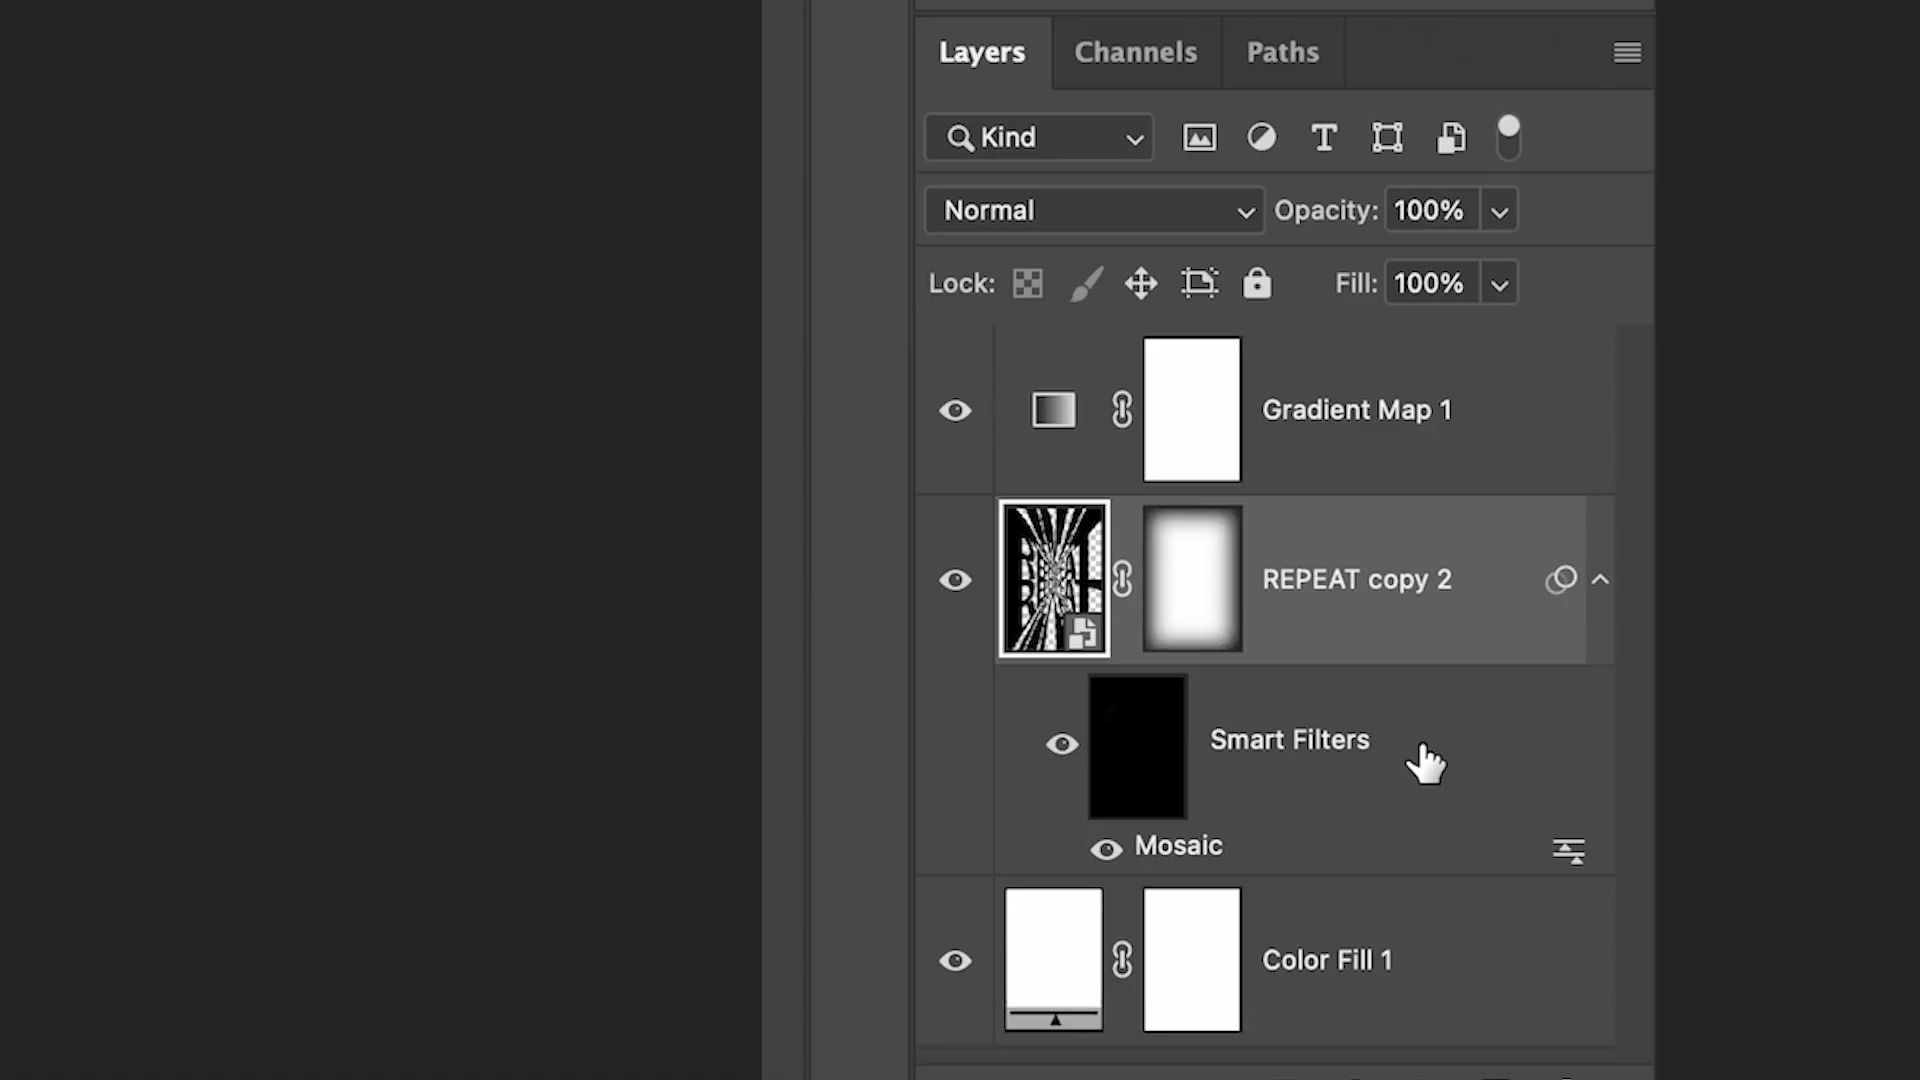 Layers Channels Paths
Kind
Normal Opacity: 100%
Lock: Fill: 100%
Gradient Map 1
REPEAT copy 2
Smart Filters
Mosaic
Color Fill 1